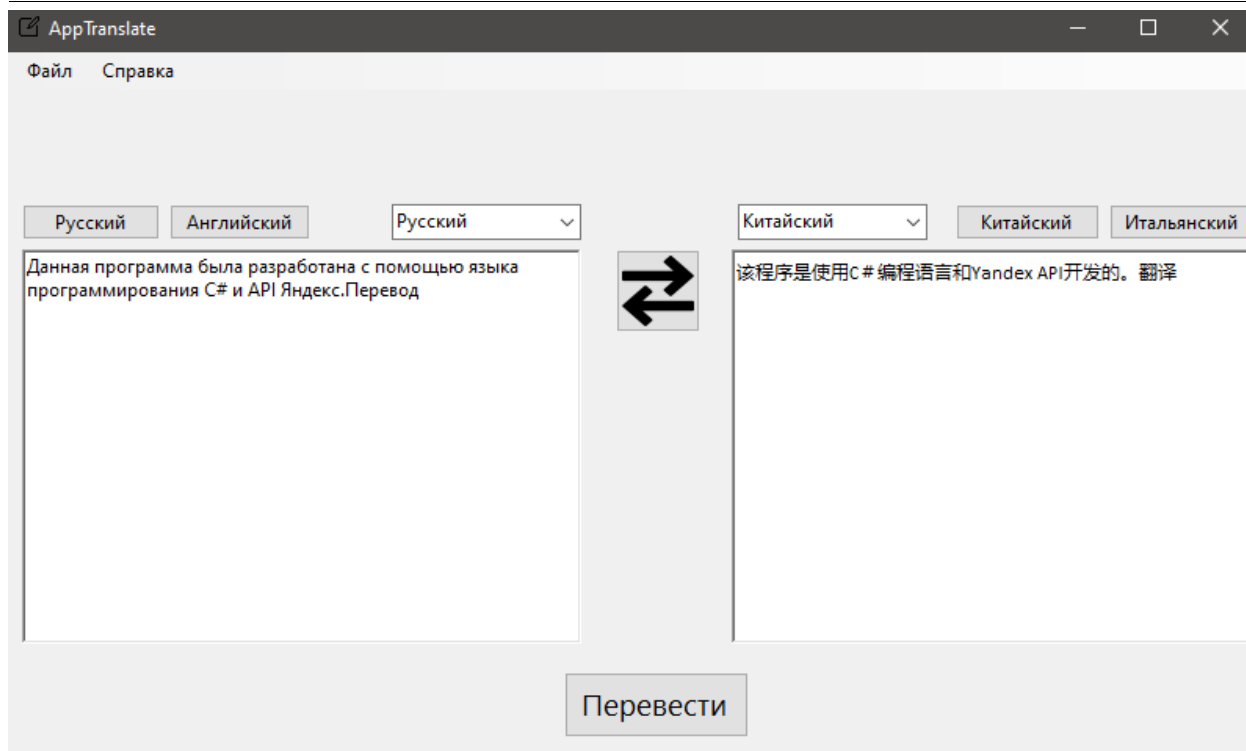 AppTranslate
Файл Справка
Русский Английский Русский Китайский Китайский Итальянский
Данная программа была разработана с помощью языка
программирования C# и API Яндекс.Перевод
该程序是使用C＃编程语言和Yandex API开发的。翻译
Перевести